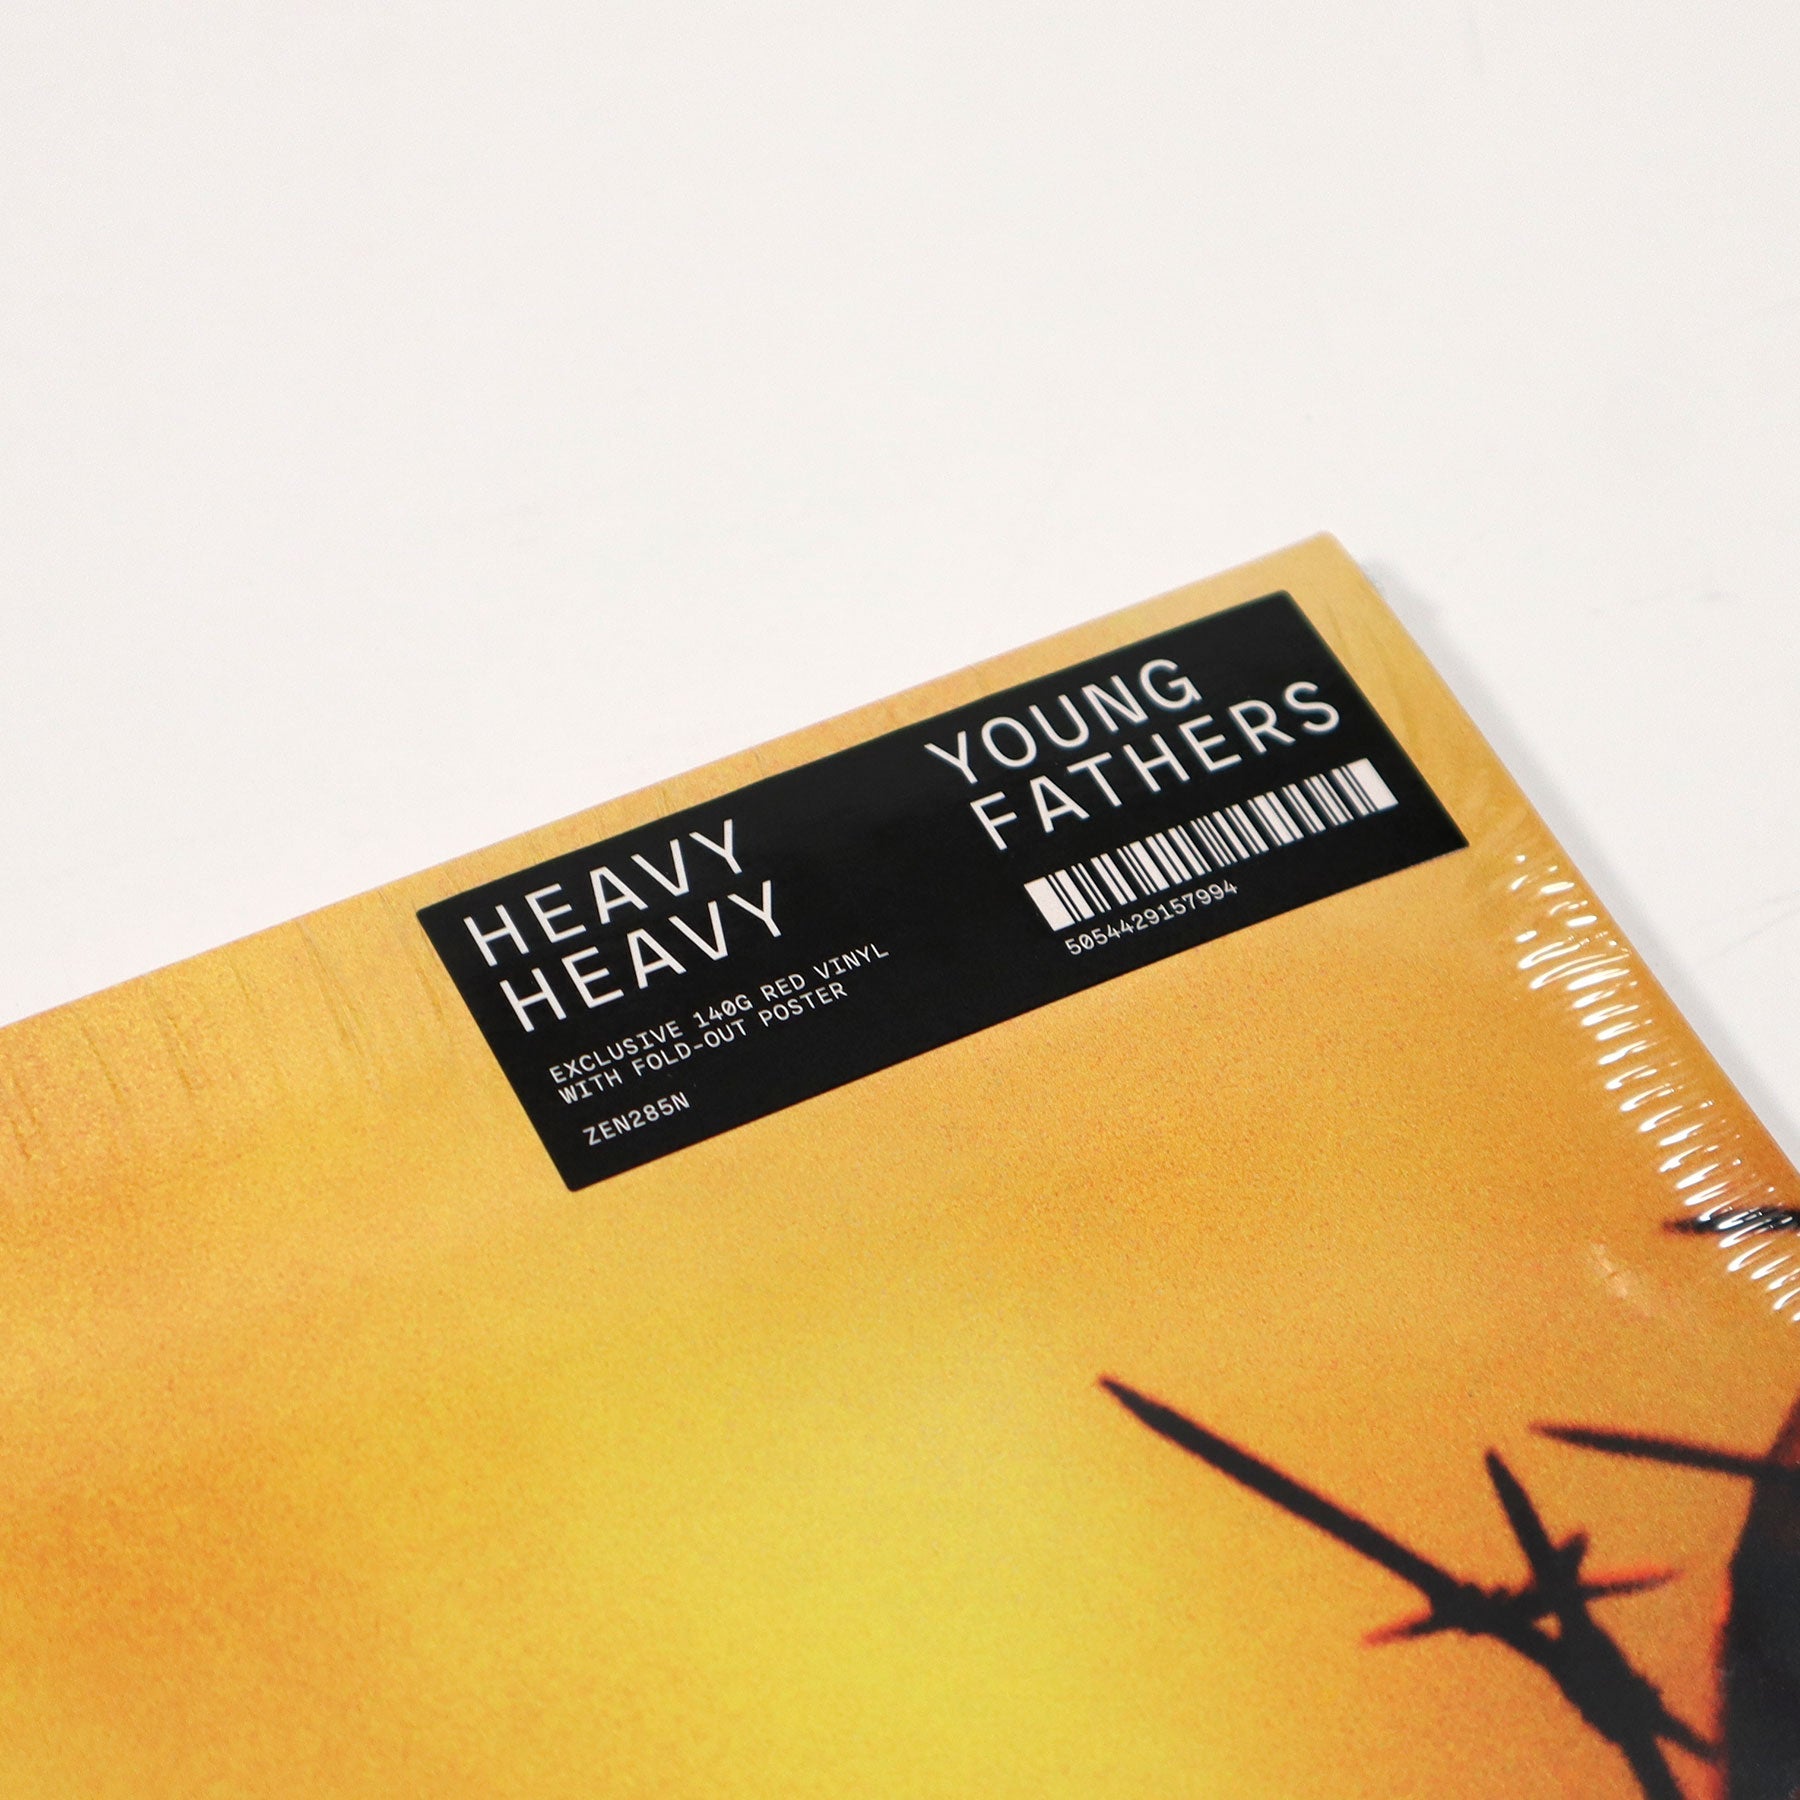 HEAVY
HEAVY
EXCLUSIVE 140G RED VINYL
WITH FOLD-OUT POSTER
ZEN285N
YOUNG
FATHERS
5054429157994